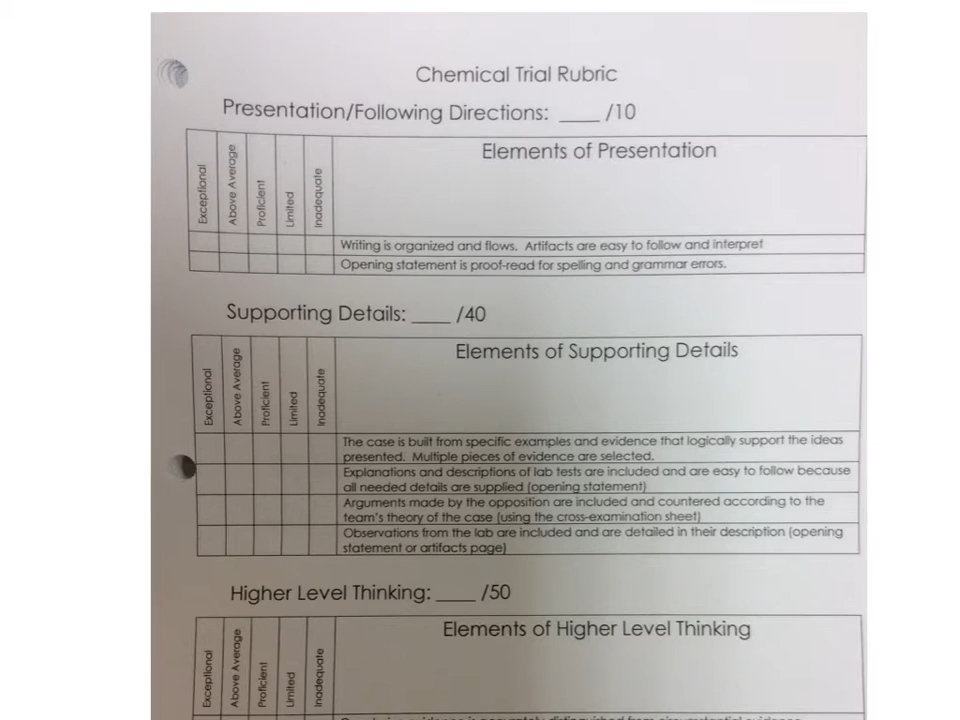 Chemical Trial Rubric
Presentation/Following Directions: ____ /10
Exceptional
Above Average
Proficient
Limited
Inadequate
Elements of Presentation
Writing is organized and flows. Artifacts are easy to follow and interpret
Opening statement is proof-read for spelling and grammar errors.
Supporting Details: ____ /40
Exceptional
Above Average
Proficient
Limited
Inadequate
Elements of Supporting Details
The case is built from specific examples and evidence that logically support the ideas
presented. Multiple pieces of evidence are selected.
Explanations and descriptions of lab tests are included and are easy to follow because
all needed details are supplied (opening statement)
Arguments made by the opposition are included and countered according to the
team's theory of the case (using the cross-examination sheet)
Observations from the lab are included and are detailed in their description (opening
statement or artifacts page)
Higher Level Thinking: ____ /50
Exceptional
Above Average
Proficient
Limited
Inadequate
Elements of Higher Level Thinking